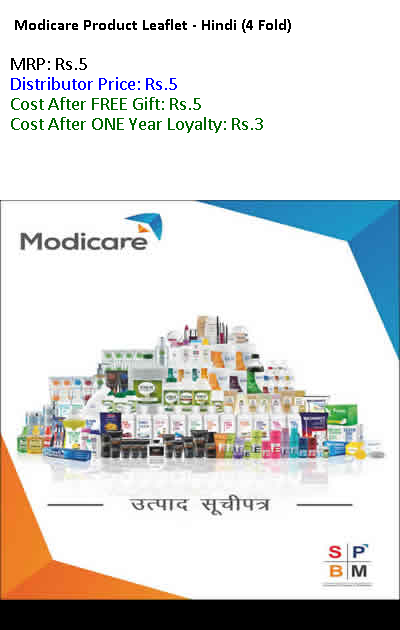 Modicare Product Leaflet - Hindi (4 Fold)
MRP: Rs.5
Distributor Price: Rs.5
Cost After FREE Gift: Rs.5
Cost After ONE Year Loyalty: Rs.3
Modicare
उत्पाद सूचीपत्र
S P
B M